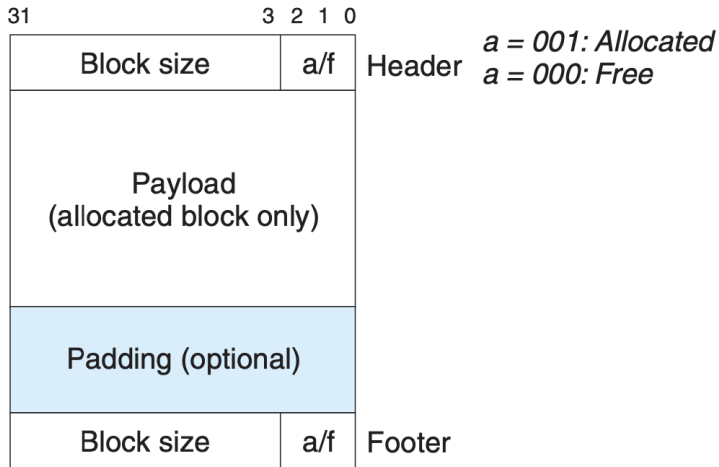 31 3 2 1 0
Block size a/f Header a = 001: Allocated
a = 000: Free
Payload
(allocated block only)
Padding (optional)
Block size a/f Footer